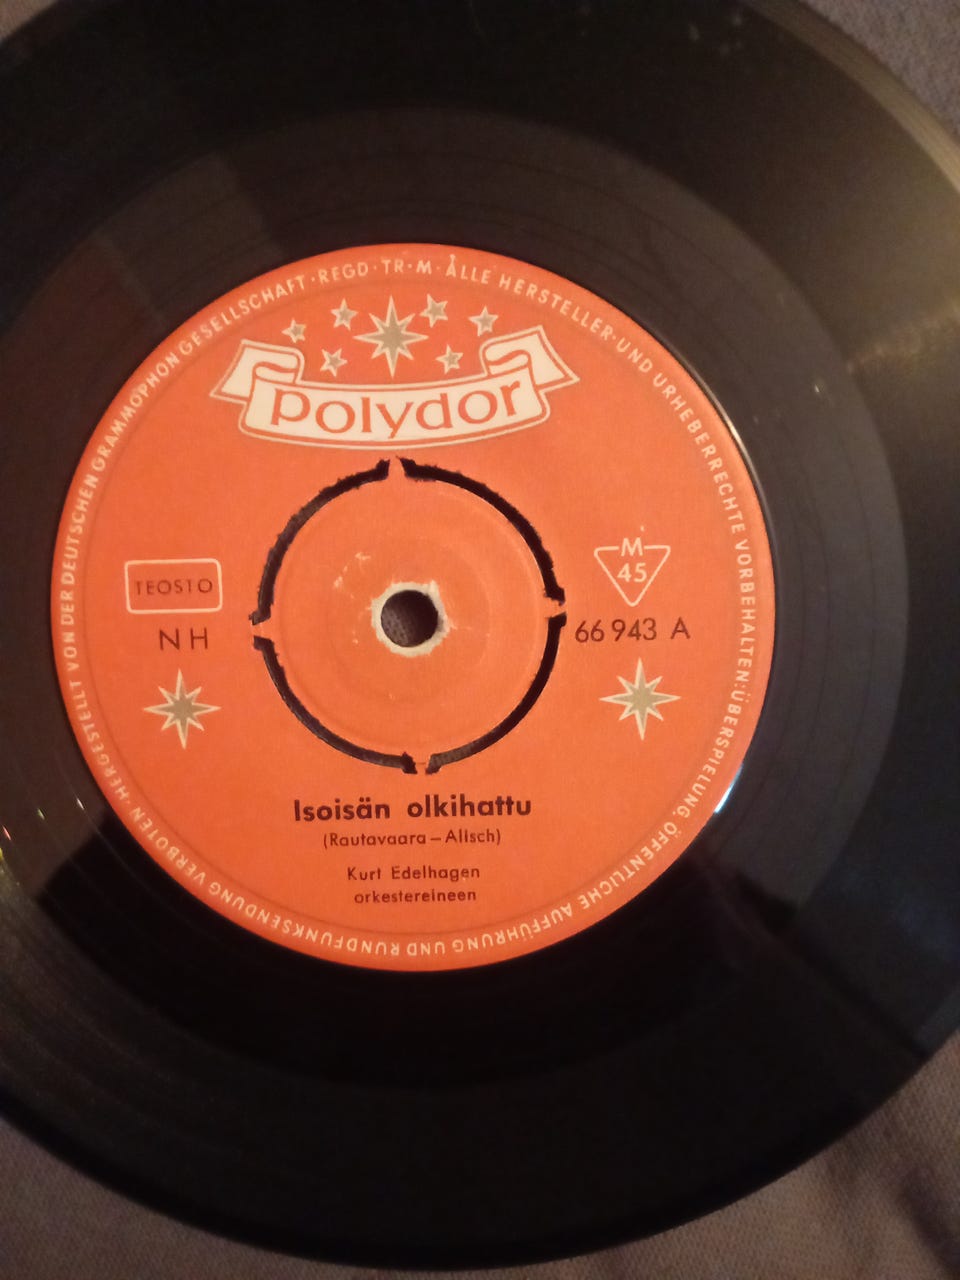 HERGESTELLT VON DER DEUTSCHEN GRAMMOPHON GESELLSCHAFT · REGD · TR · M · ALLE HERSTELLER- UND URHEBERRECHTE VORBEHALTEN: ÜBERSPIELUNG, ÖFFENTLICHE AUFFÜHRUNG UND RUNDFUNKSENDUNG VERBOTEN ·
polydor
TEOSTO
NH
M
45
66 943 A
Isoisän olkihattu
(Rautavaara – Allsch)
Kurt Edelhagen
orkestereineen